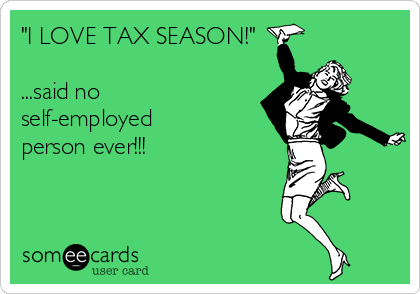 "I LOVE TAX SEASON!"
...said no
self-employed
person ever!!!
someecards
user card